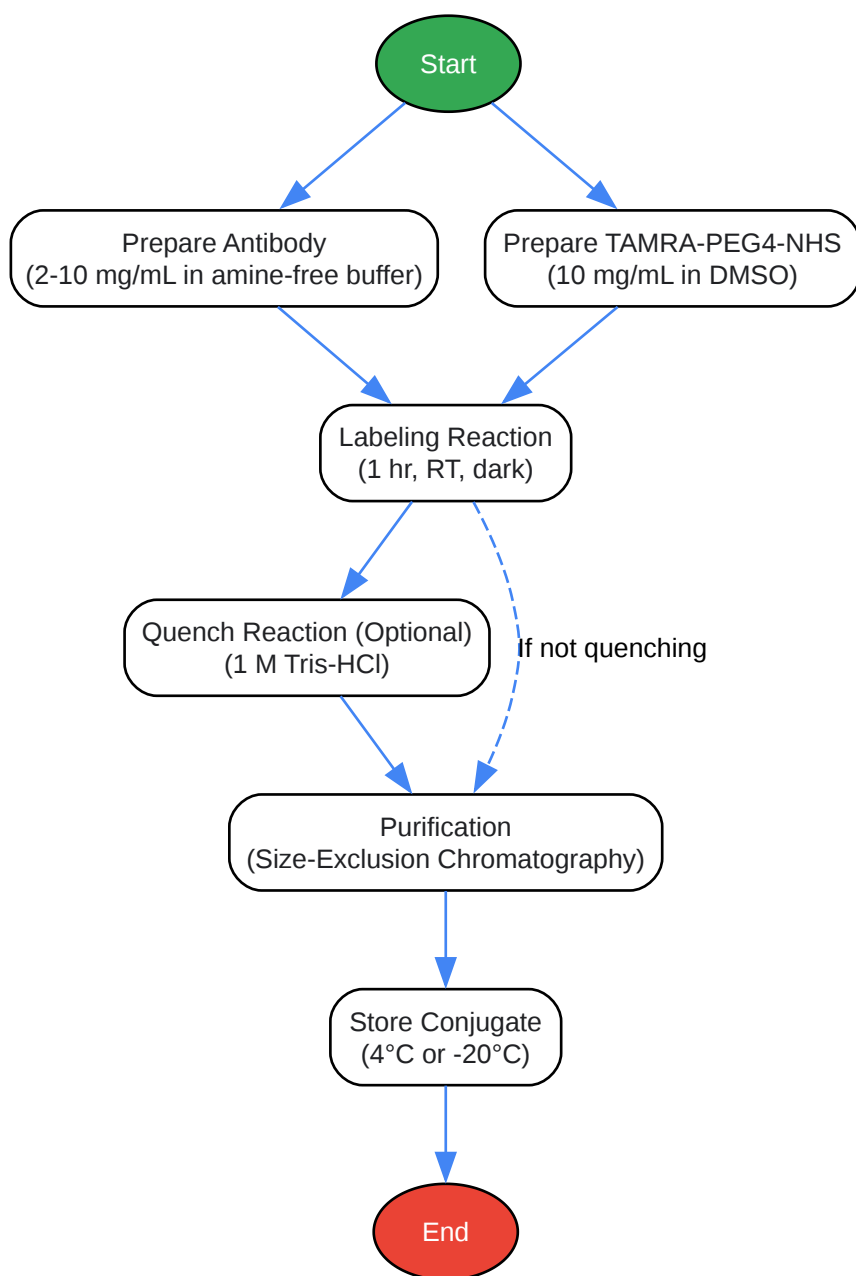 Start
Prepare Antibody
(2-10 mg/mL in amine-free buffer)
Prepare TAMRA-PEG4-NHS
(10 mg/mL in DMSO)
Labeling Reaction
(1 hr, RT, dark)
Quench Reaction (Optional)
(1 M Tris-HCl)
If not quenching
Purification
(Size-Exclusion Chromatography)
Store Conjugate
(4°C or -20°C)
End